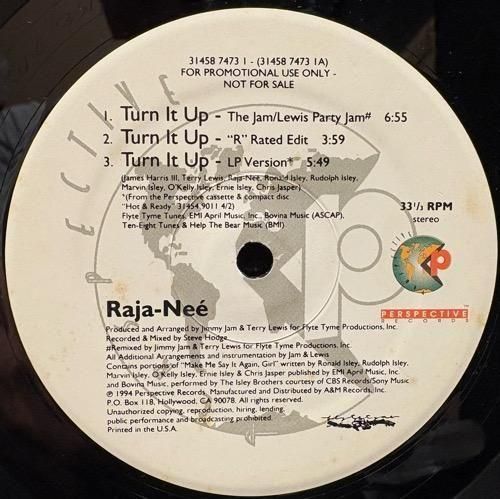 31458 7473 1 - (31458 7473 1A)
FOR PROMOTIONAL USE ONLY -
NOT FOR SALE
1. Turn It Up - The Jam/Lewis Party Jam# 6:55
2. Turn It Up - "R" Rated Edit 3:59
3. Turn It Up - LP Version* 5:49
(James Harris III, Terry Lewis, Raja-Neé, Ronald Isley, Rudolph Isley,
Marvin Isley, O'Kelly Isley, Ernie Isley, Chris Jasper)
*(From the Perspective cassette & compact disc
"Hot & Ready" 31454 9011 4/2)
Flyte Tyme Tunes, EMI April Music, Inc., Bovina Music (ASCAP),
Ten-Eight Tunes & Help The Bear Music (BMI)
33 1/3 RPM
stereo
PERSPECTIVE
RECORDS
PERSPECTIVE
Raja-Neé
Produced and Arranged by Jimmy Jam & Terry Lewis for Flyte Tyme Productions, Inc.
Recorded & Mixed by Steve Hodge.
#Remixed by Jimmy Jam & Terry Lewis for Flyte Tyme Productions, Inc.
All Additional Arrangements and instrumentation by Jam & Lewis
Contains portions of "Make Me Say It Again, Girl" written by Ronald Isley, Rudolph Isley,
Marvin Isley, O'Kelly Isley, Ernie Isley & Chris Jasper published by EMI April Music, Inc.
and Bovina Music, performed by The Isley Brothers courtesy of CBS Records/Sony Music
℗ 1994 Perspective Records, Manufactured and Distributed by A&M Records, Inc.
P.O. Box 118, Hollywood, CA 90078. All rights reserved.
Unauthorized copying, reproduction, hiring, lending,
public performance and broadcasting prohibited.
Printed in the U.S.A.